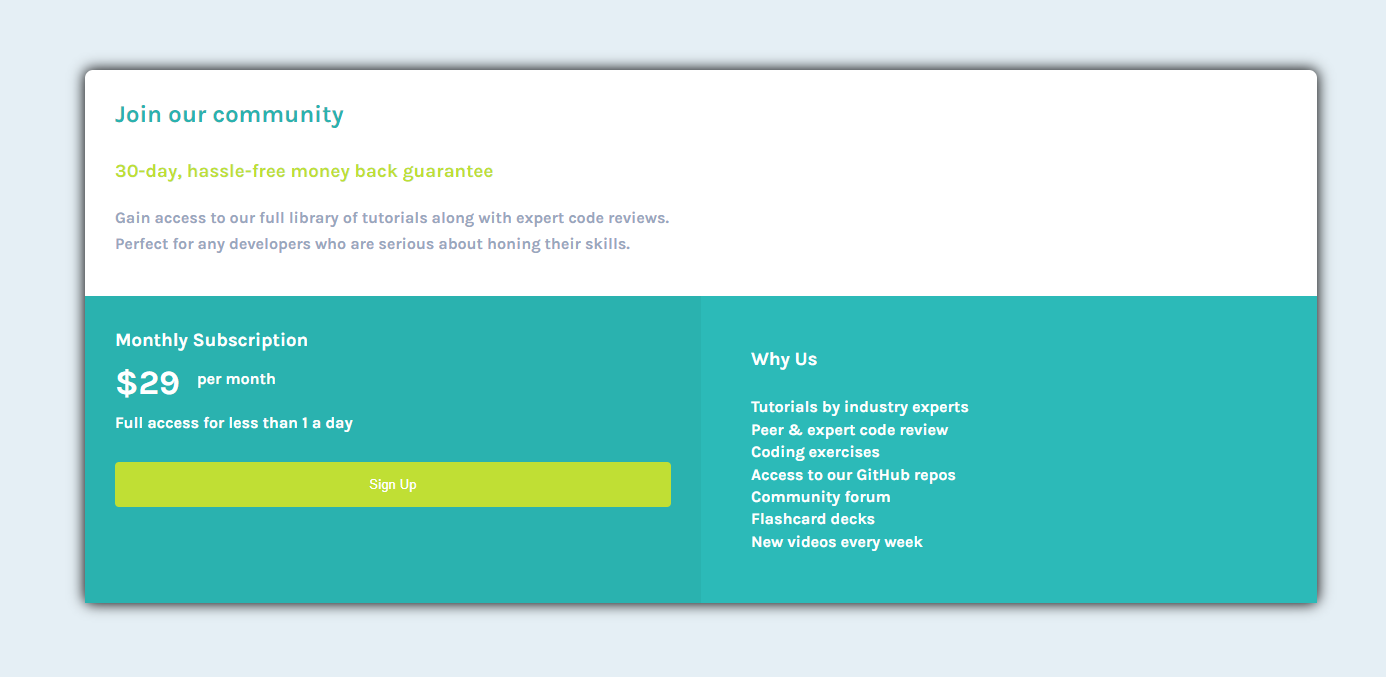 Join our community
30-day, hassle-free money back guarantee
Gain access to our full library of tutorials along with expert code reviews.
Perfect for any developers who are serious about honing their skills.
Monthly Subscription
$29 per month
Full access for less than 1 a day
Sign Up
Why Us
Tutorials by industry experts
Peer & expert code review
Coding exercises
Access to our GitHub repos
Community forum
Flashcard decks
New videos every week